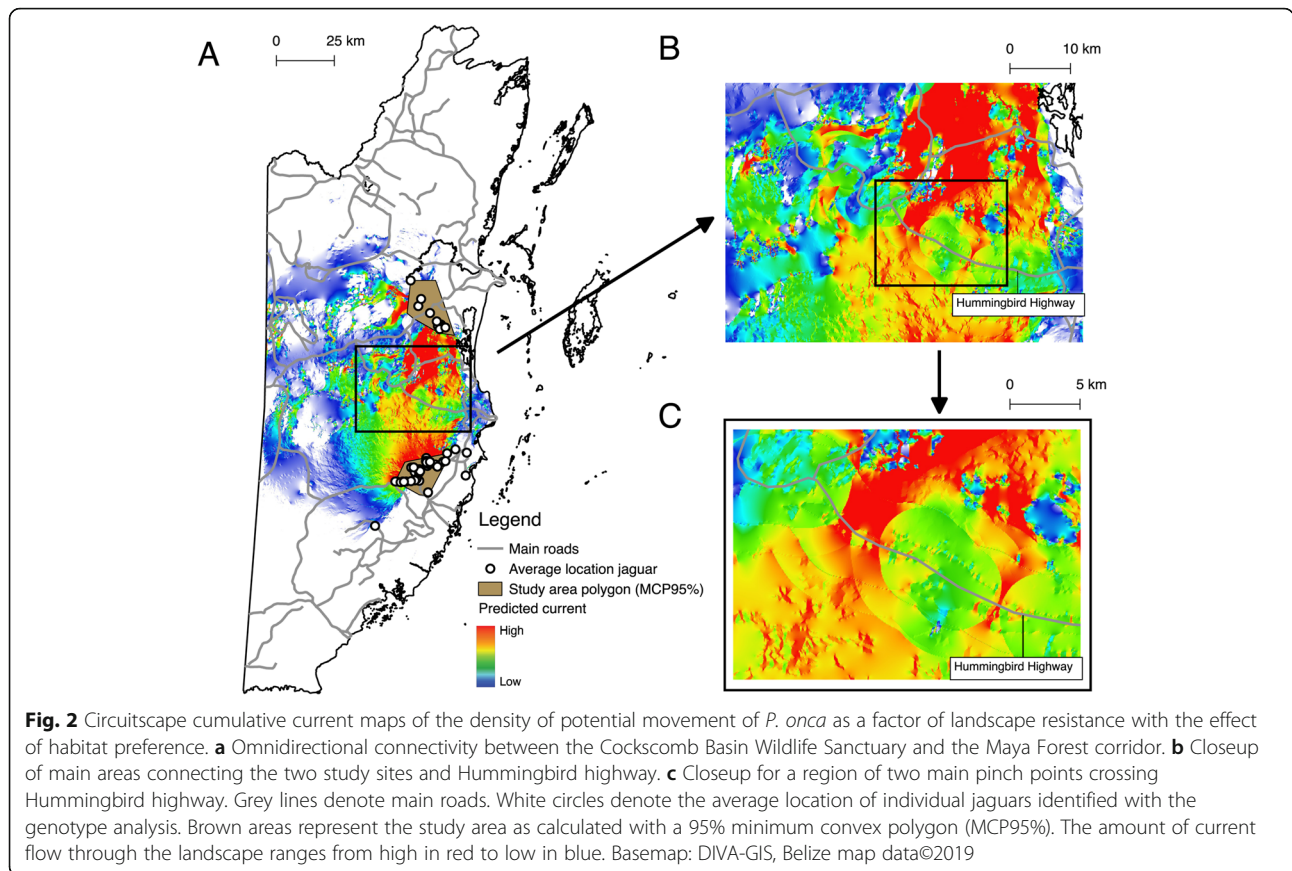 A
0 25 km
B
0 10 km
Hummingbird Highway
C
0 5 km
Hummingbird Highway
Legend
Main roads
Average location jaguar
Study area polygon (MCP95%)
Predicted current
High
Low
Fig. 2 Circuitscape cumulative current maps of the density of potential movement of P. onca as a factor of landscape resistance with the effect
of habitat preference. a Omnidirectional connectivity between the Cockscomb Basin Wildlife Sanctuary and the Maya Forest corridor. b Closeup
of main areas connecting the two study sites and Hummingbird highway. c Closeup for a region of two main pinch points crossing
Hummingbird highway. Grey lines denote main roads. White circles denote the average location of individual jaguars identified with the
genotype analysis. Brown areas represent the study area as calculated with a 95% minimum convex polygon (MCP95%). The amount of current
flow through the landscape ranges from high in red to low in blue. Basemap: DIVA-GIS, Belize map data©2019